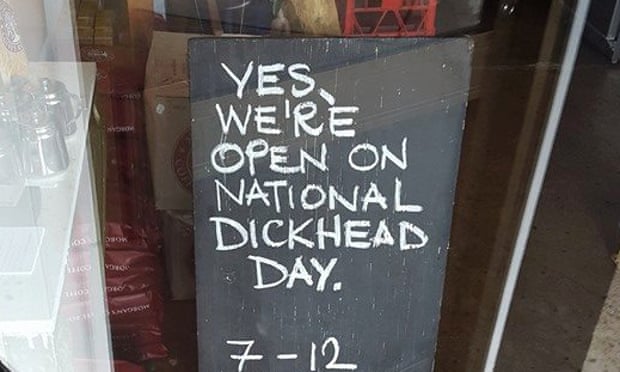 YES,
WE'RE
OPEN ON
NATIONAL
DICKHEAD
DAY.
7-12